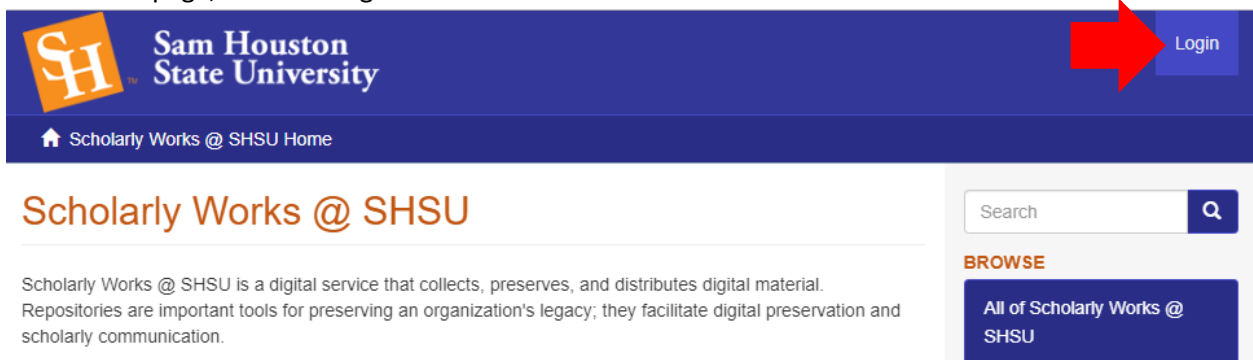 Sam Houston
State University
TM
Login
Scholarly Works @ SHSU Home
Scholarly Works @ SHSU
Scholarly Works @ SHSU is a digital service that collects, preserves, and distributes digital material.
Repositories are important tools for preserving an organization's legacy; they facilitate digital preservation and
scholarly communication.
Search
BROWSE
All of Scholarly Works @
SHSU